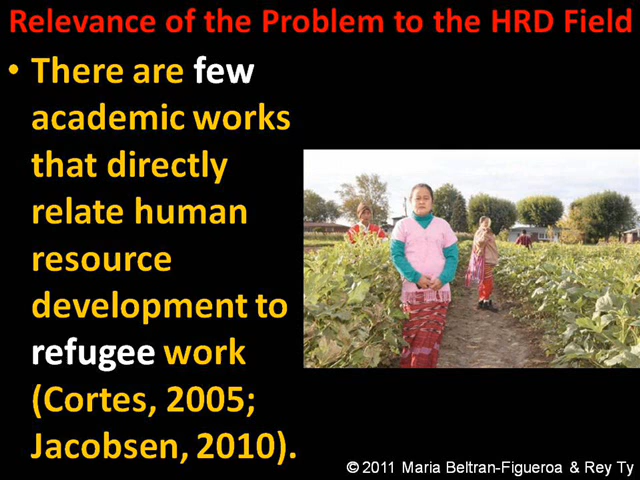 Relevance of the Problem to the HRD Field
• There are few
academic works
that directly
relate human
resource
development to
refugee work
(Cortes, 2005;
Jacobsen, 2010).
© 2011 Maria Beltran-Figueroa & Rey Ty